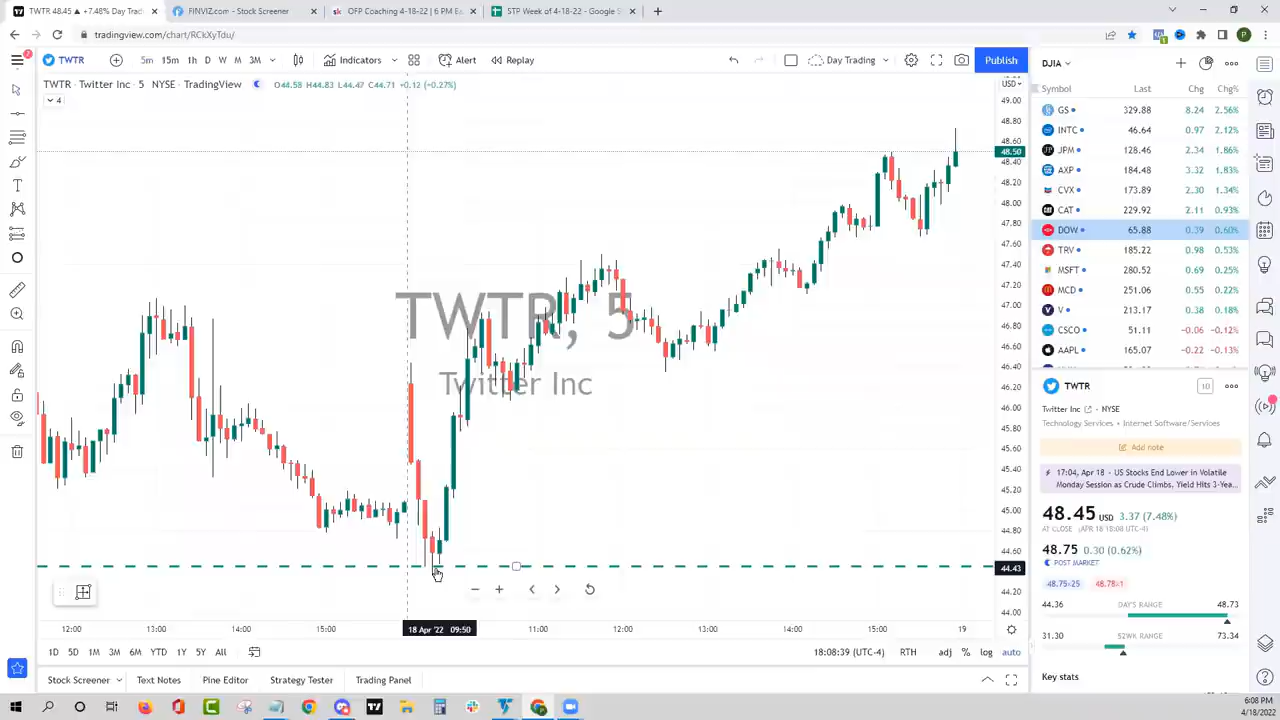 TWTR 48.45 ▲ +7.48% Day Trad
FINVIZ.com - Stock Screener
OFP Coaching 4-18-22 | 6 PM Ea
STP Week of 4-18-22 - Google S
tradingview.com/chart/RCkXyTdu/
TWTR 5m 15m 1h D W M 3M Indicators Alert Replay Day Trading Publish
TWTR · Twitter Inc · 5 · NYSE · TradingView O44.59 H44.83 L44.47 C44.71 +0.12 (+0.27%)
4
USD
49.00
48.80
48.60
48.50
48.40
48.20
48.00
47.80
47.60
47.40
47.20
47.00
46.80
46.60
46.40
46.20
46.00
45.80
45.60
45.40
45.20
45.00
44.80
44.60
44.43
44.20
44.00
TWTR, 5
Twitter Inc
12:00 13:00 14:00 15:00 18 Apr '22 09:50 11:00 12:00 13:00 14:00 15:00 19
1D 5D 1M 3M 6M YTD 1Y 5Y All 18:08:39 (UTC-4) RTH adj % log auto
Stock Screener Text Notes Pine Editor Strategy Tester Trading Panel
DJIA
Symbol Last Chg Chg%
GS 329.88 8.24 2.56%
INTC 46.64 0.97 2.12%
JPM 128.46 2.34 1.86%
AXP 184.48 3.32 1.83%
CVX 173.89 2.30 1.34%
CAT 229.92 2.11 0.93%
DOW 65.88 0.39 0.60%
TRV 185.22 0.98 0.53%
MSFT 280.52 0.69 0.25%
MCD 251.06 0.55 0.22%
V 213.17 0.38 0.18%
CSCO 51.11 -0.06 -0.12%
AAPL 165.07 -0.22 -0.13%
TWTR
Twitter Inc · NYSE
Technology Services · Internet Software/Services
Add note
17:04, Apr 18 · US Stocks End Lower in Volatile
Monday Session as Crude Climbs, Yield Hits 3-Yea...
48.45 USD 3.37 (7.48%)
AT CLOSE (APR 18 18:08 UTC-4)
48.75 0.30 (0.62%)
POST MARKET
48.75×25 48.78×1
44.36 DAY'S RANGE 48.73
31.30 52WK RANGE 73.34
Key stats
6:08 PM
4/18/2022